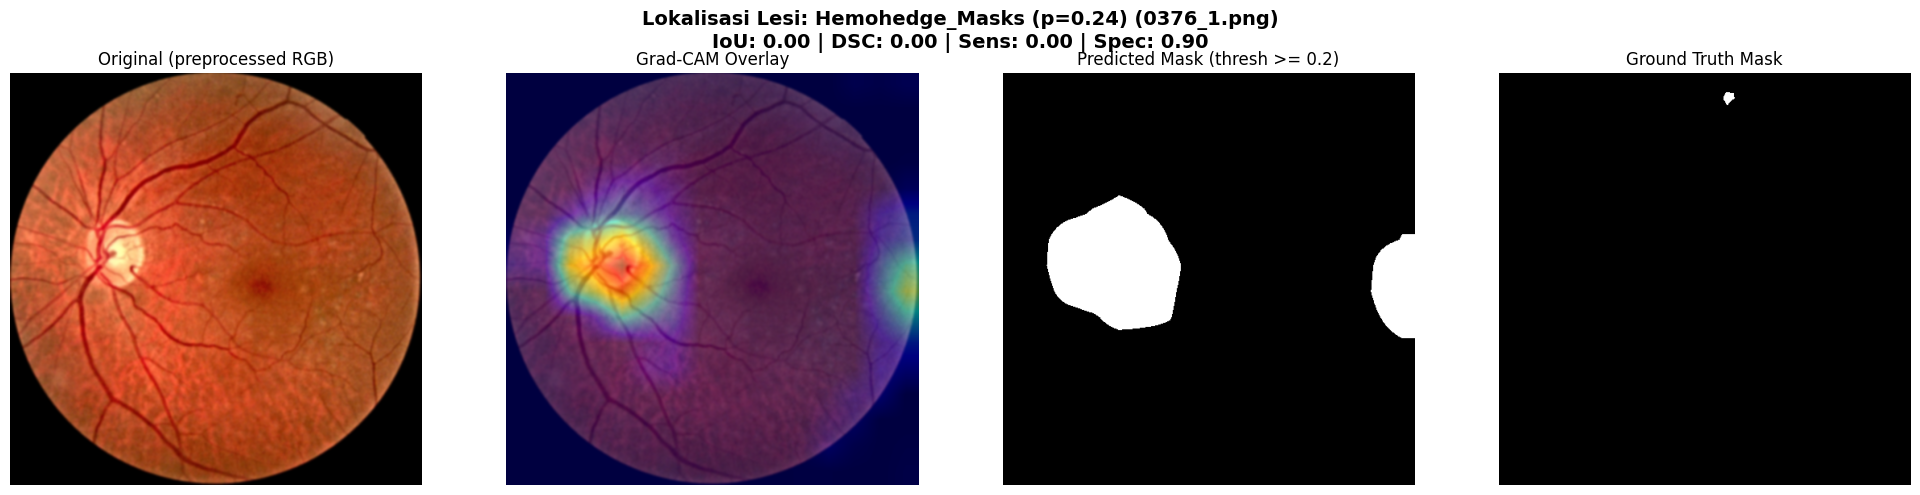 Lokalisasi Lesi: Hemohedge_Masks (p=0.24) (0376_1.png)
IoU: 0.00 | DSC: 0.00 | Sens: 0.00 | Spec: 0.90
Original (preprocessed RGB)
Grad-CAM Overlay
Predicted Mask (thresh >= 0.2)
Ground Truth Mask